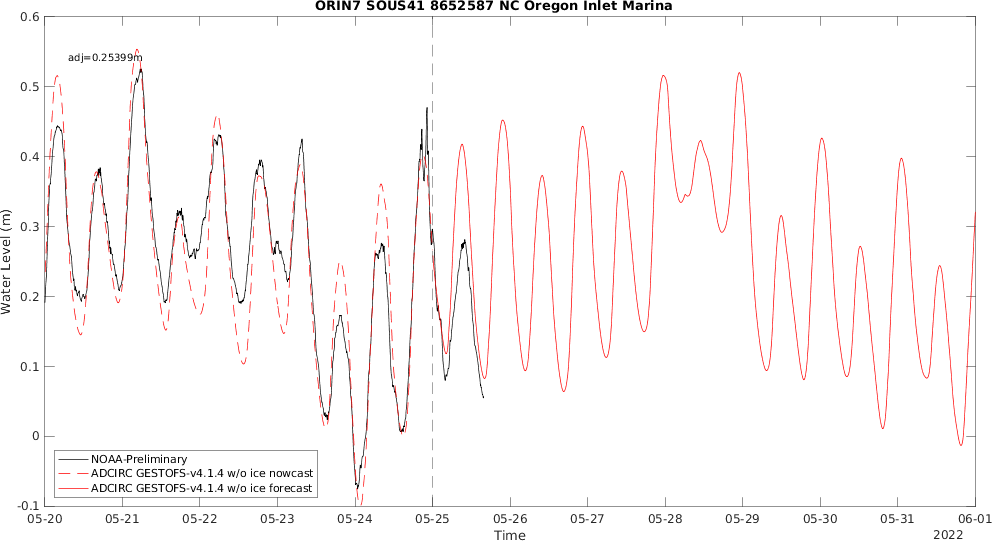 ORIN7 SOUS41 8652587 NC Oregon Inlet Marina
0.6
adj=0.25399m
0.5
0.4
0.3
0.2
0.1
0
-0.1
Water Level (m)
NOAA-Preliminary
ADCIRC GESTOFS-v4.1.4 w/o ice nowcast
ADCIRC GESTOFS-v4.1.4 w/o ice forecast
05-20 05-21 05-22 05-23 05-24 05-25 05-26 05-27 05-28 05-29 05-30 05-31 06-01
Time
2022